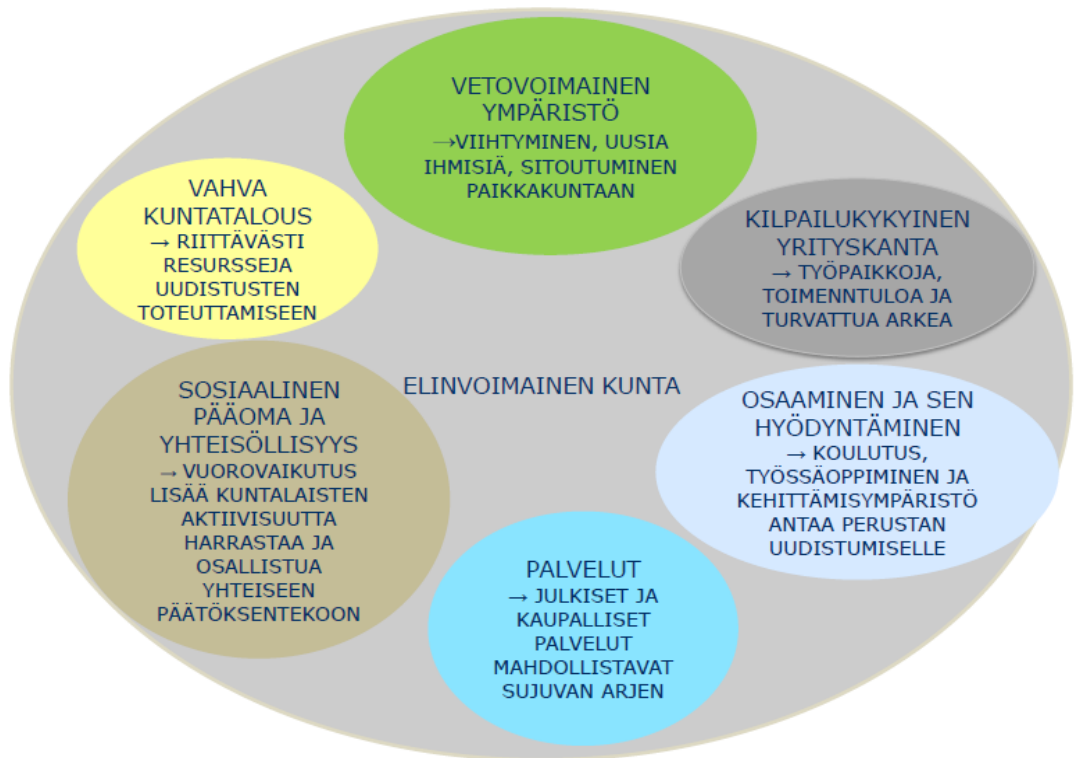 VETOVOIMAINEN
YMPÄRISTÖ
→VIIHTYMINEN, UUSIA
IHMISIÄ, SITOUTUMINEN
PAIKKAKUNTAAN
VAHVA
KUNTATALOUS
→ RIITTÄVÄSTI
RESURSSEJA
UUDISTUSTEN
TOTEUTTAMISEEN
KILPAILUKYKYINEN
YRITYSKANTA
→ TYÖPAIKKOJA,
TOIMENNTULOA JA
TURVATTUA ARKEA
ELINVOIMAINEN KUNTA
SOSIAALINEN
PÄÄOMA JA
YHTEISÖLLISYYS
→ VUOROVAIKUTUS
LISÄÄ KUNTALAISTEN
AKTIIVISUUTTA
HARRASTAA JA
OSALLISTUA
YHTEISEEN
PÄÄTÖKSENTEKOON
OSAAMINEN JA SEN
HYÖDYNTÄMINEN
→ KOULUTUS,
TYÖSSÄOPPIMINEN JA
KEHITTÄMISYMPÄRISTÖ
ANTAA PERUSTAN
UUDISTUMISELLE
PALVELUT
→ JULKISET JA
KAUPALLISET
PALVELUT
MAHDOLLISTAVAT
SUJUVAN ARJEN